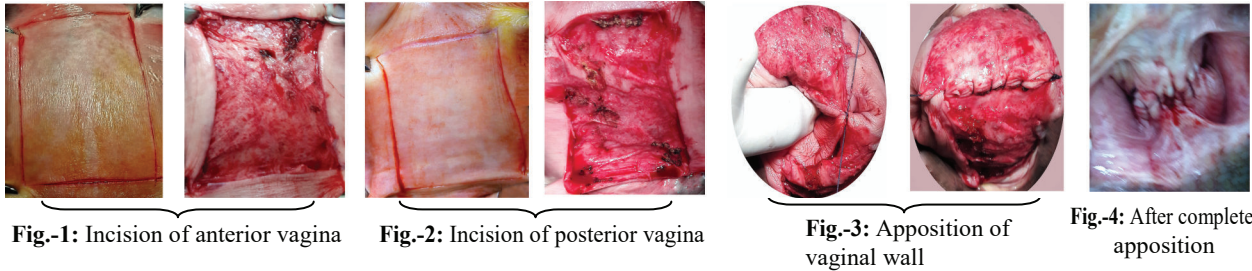 Fig.-1: Incision of anterior vagina
Fig.-2: Incision of posterior vagina
Fig.-3: Apposition of
vaginal wall
Fig.-4: After complete
apposition